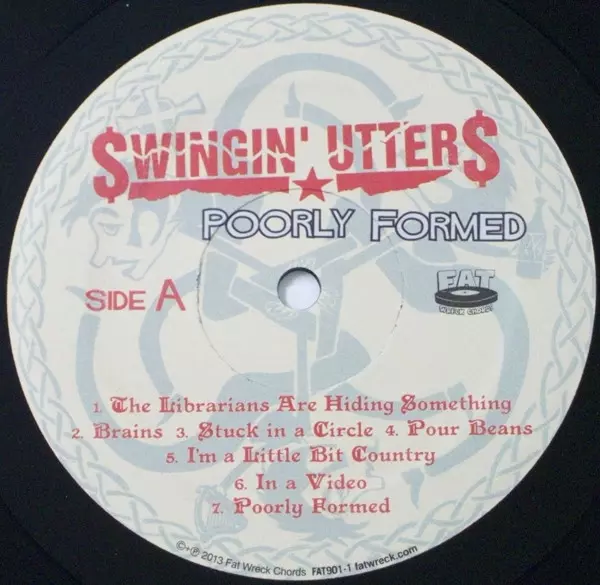 $WINGIN' UTTER$
POORLY FORMED
SIDE A
FAT
WRECK CHORDS
1. The Librarians Are Hiding Something
2. Brains 3. Stuck in a Circle 4. Pour Beans
5. I'm a Little Bit Country
6. In a Video
7. Poorly Formed
©+℗ 2013 Fat Wreck Chords FAT901-1 fatwreck.com